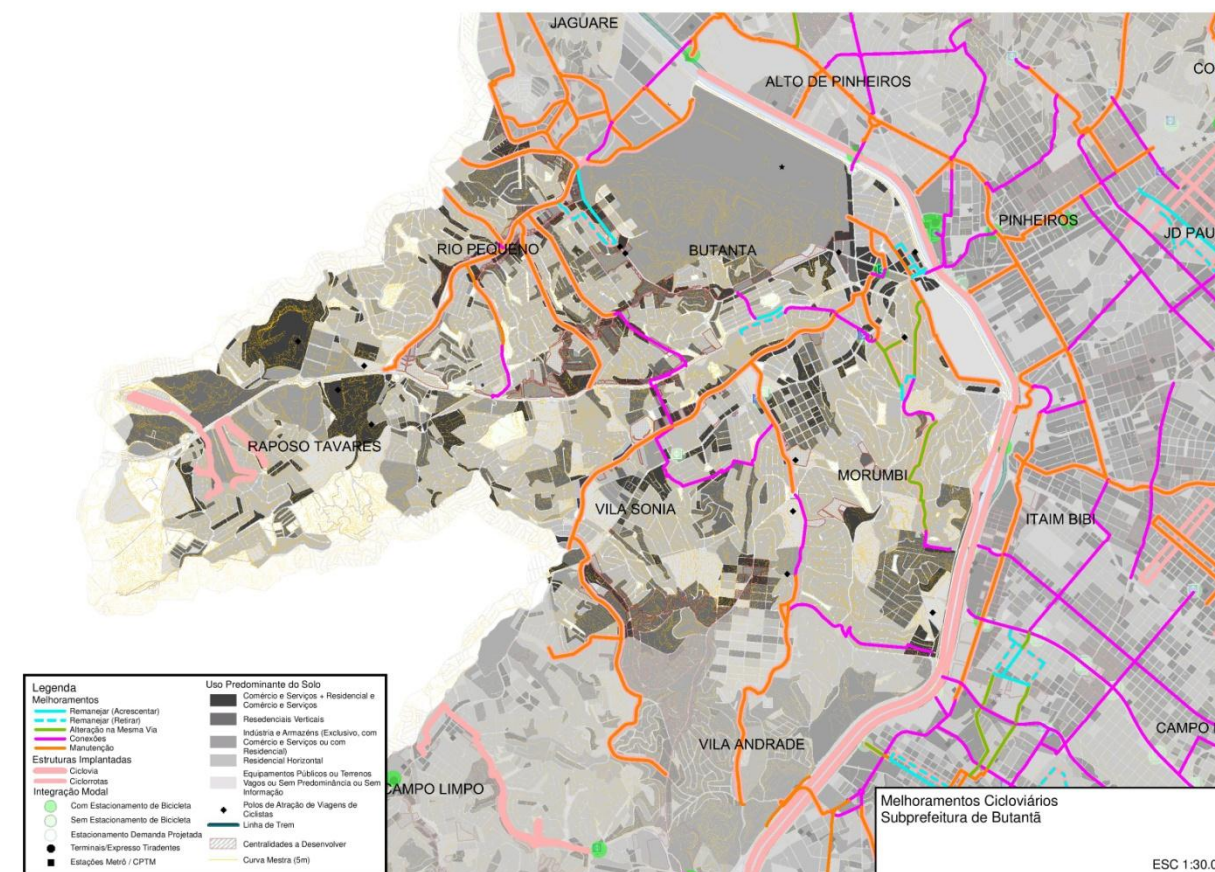 JAGUARE
ALTO DE PINHEIROS
CO
PINHEIROS
JD PAU
RIO PEQUENO
BUTANTA
RAPOSO TAVARES
MORUMBI
VILA SONIA
ITAIM BIBI
VILA ANDRADE
CAMPO
CAMPO LIMPO
Legenda
Melhoramentos
Remanejar (Acrescentar)
Remanejar (Retirar)
Alteração na Mesma Via
Conexões
Manutenção
Estruturas Implantadas
Ciclovia
Ciclorrotas
Integração Modal
Com Estacionamento de Bicicleta
Sem Estacionamento de Bicicleta
Estacionamento Demanda Projetada
Terminais/Expresso Tiradentes
Estações Metrô / CPTM
Uso Predominante do Solo
Comércio e Serviços + Residencial e
Comércio e Serviços
Resedenciais Verticais
Indústria e Armazéns (Exclusivo, com
Comércio e Serviços ou com
Residencial)
Residencial Horizontal
Equipamentos Públicos ou Terrenos
Vagos ou Sem Predominância ou Sem
Informação
Polos de Atração de Viagens de
Ciclistas
Linha de Trem
Centralidades a Desenvolver
Curva Mestra (5m)
Melhoramentos Cicloviários
Subprefeitura de Butantã
ESC 1:30.0